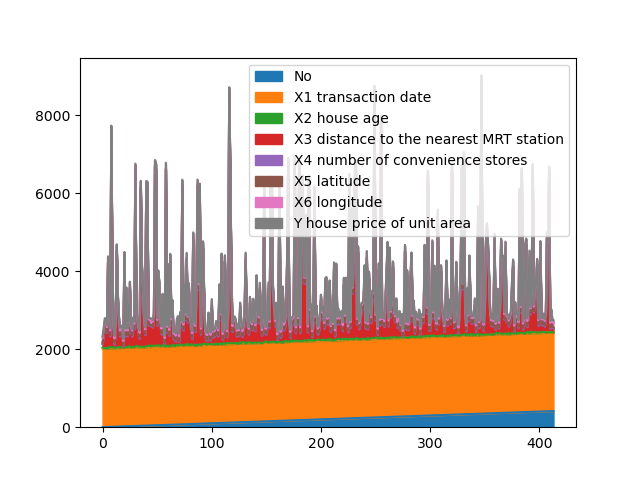 8000
6000
4000
2000
0
No
X1 transaction date
X2 house age
X3 distance to the nearest MRT station
X4 number of convenience stores
X5 latitude
X6 longitude
Y house price of unit area
0 100 200 300 400